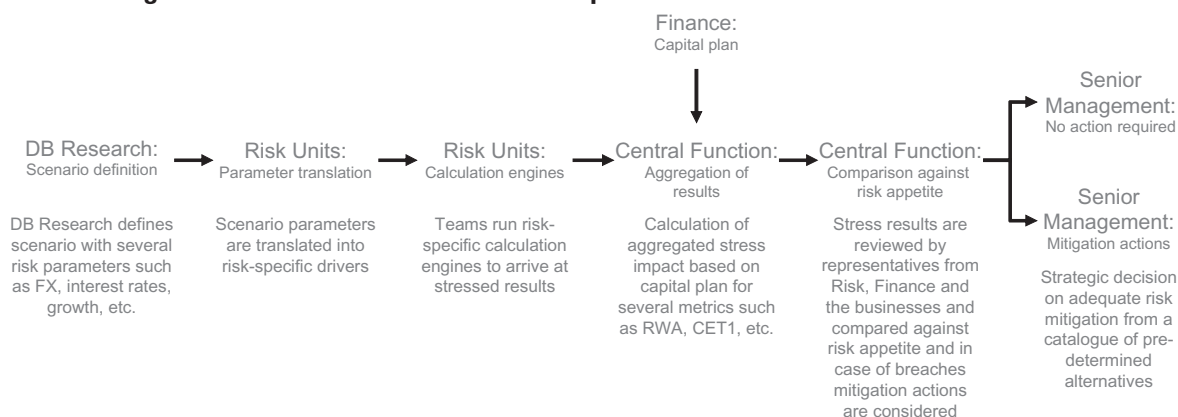 Finance:
Capital plan
Senior
Management:
No action required
DB Research:
Scenario definition
Risk Units:
Parameter translation
Risk Units:
Calculation engines
Central Function:
Aggregation of
results
Central Function:
Comparison against
risk appetite
Senior
Management:
Mitigation actions
DB Research defines
scenario with several
risk parameters such
as FX, interest rates,
growth, etc.
Scenario parameters
are translated into
risk-specific drivers
Teams run risk-
specific calculation
engines to arrive at
stressed results
Calculation of
aggregated stress
impact based on
capital plan for
several metrics such
as RWA, CET1, etc.
Stress results are
reviewed by
representatives from
Risk, Finance and
the businesses and
compared against
risk appetite and in
case of breaches
mitigation actions
are considered
Strategic decision
on adequate risk
mitigation from a
catalogue of pre-
determined
alternatives